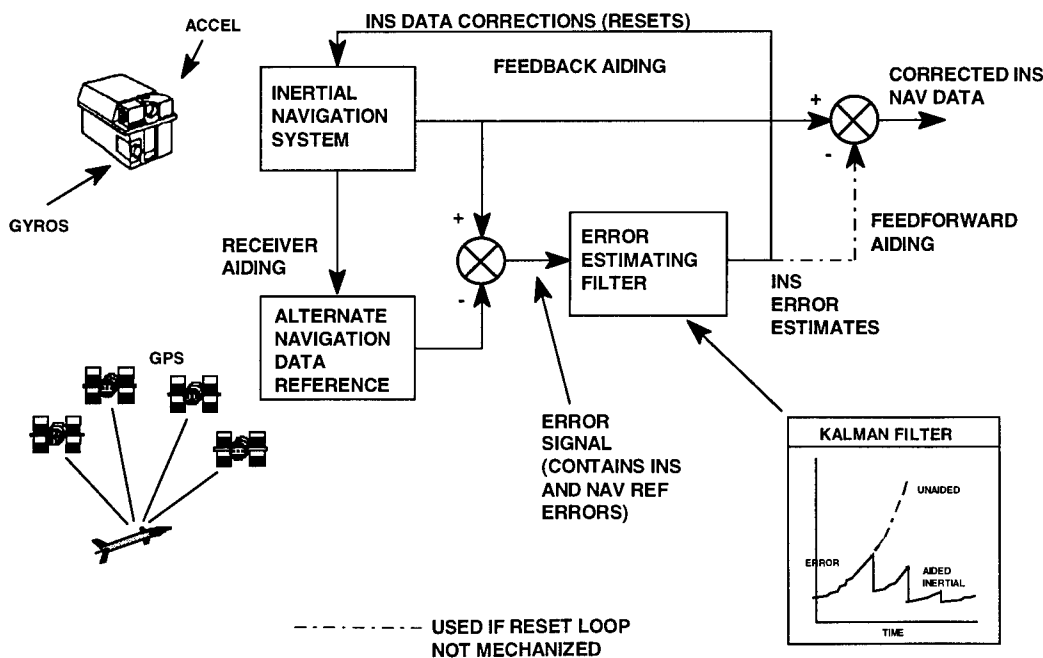 ACCEL
INS DATA CORRECTIONS (RESETS)
FEEDBACK AIDING
INERTIAL
NAVIGATION
SYSTEM
CORRECTED INS
NAV DATA
+
-
GYROS
RECEIVER
AIDING
+
-
ERROR
ESTIMATING
FILTER
FEEDFORWARD
AIDING
INS
ERROR
ESTIMATES
ALTERNATE
NAVIGATION
DATA
REFERENCE
GPS
ERROR
SIGNAL
(CONTAINS INS
AND NAV REF
ERRORS)
KALMAN FILTER
UNAIDED
ERROR
AIDED
INERTIAL
TIME
USED IF RESET LOOP
NOT MECHANIZED